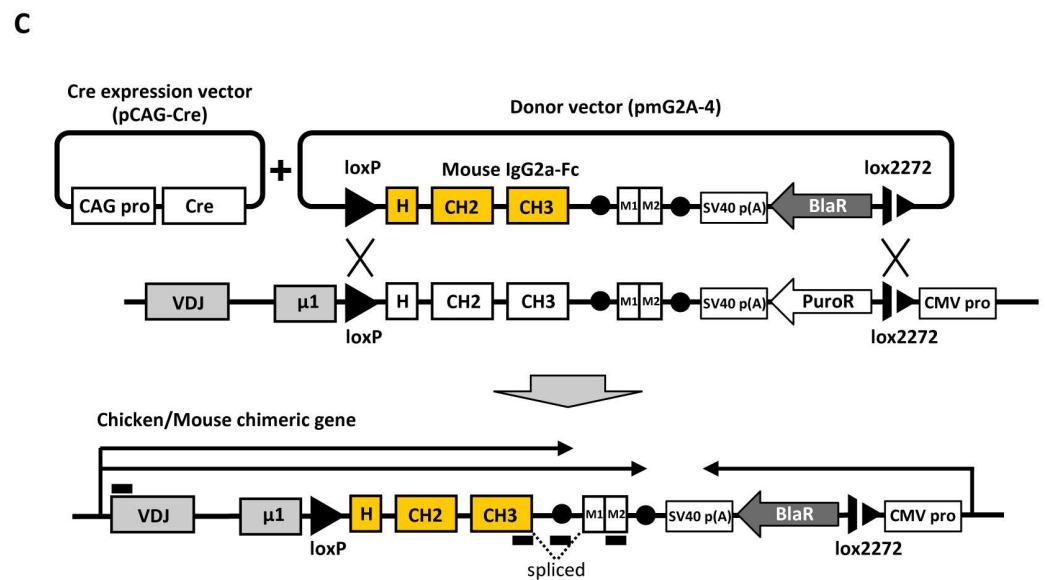 C
Cre expression vector
(pCAG-Cre)
Donor vector (pmG2A-4)
loxP
Mouse IgG2a-Fc
lox2272
CAG pro Cre
H CH2 CH3 M1 M2 SV40 p(A) BlaR
VDJ μ1 H CH2 CH3 M1 M2 SV40 p(A) PuroR CMV pro
loxP
lox2272
Chicken/Mouse chimeric gene
VDJ μ1 H CH2 CH3 M1 M2 SV40 p(A) BlaR CMV pro
loxP
lox2272
spliced